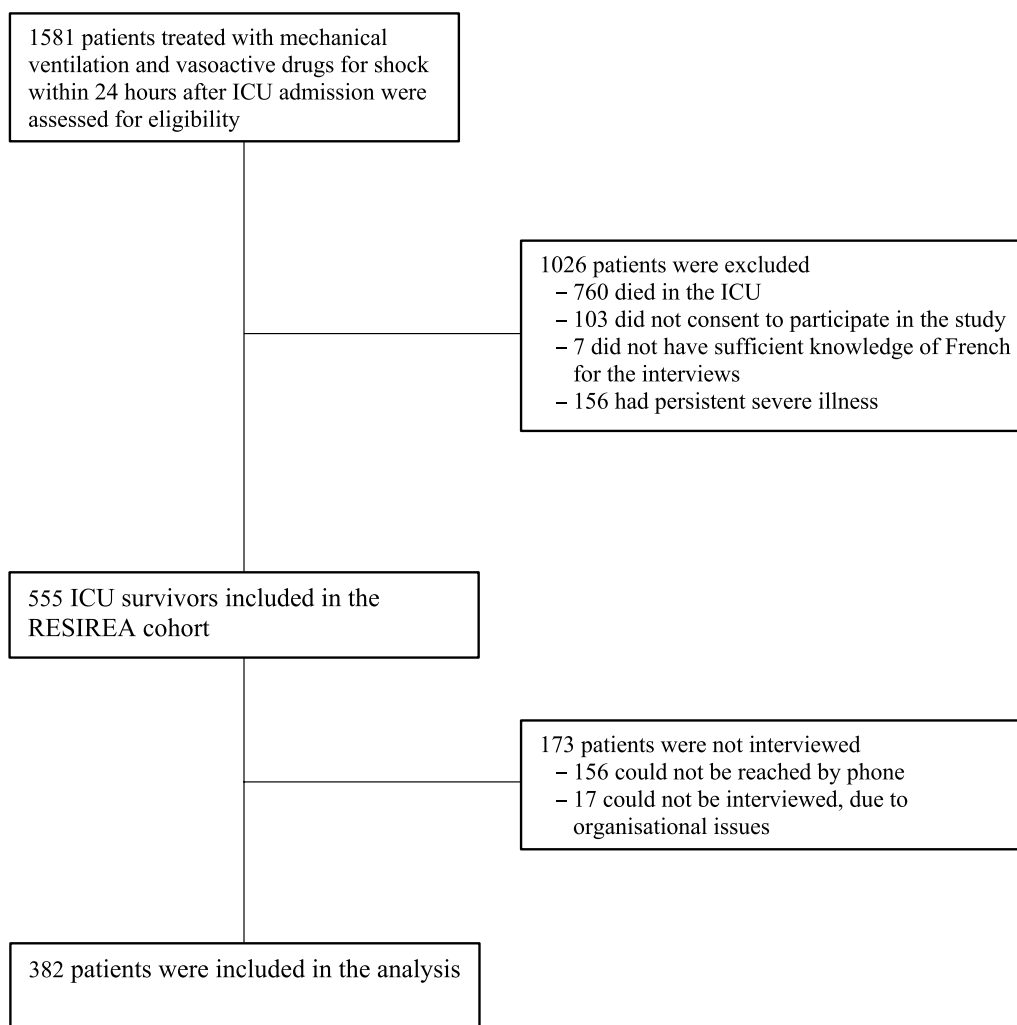 1581 patients treated with mechanical
ventilation and vasoactive drugs for shock
within 24 hours after ICU admission were
assessed for eligibility
1026 patients were excluded
– 760 died in the ICU
– 103 did not consent to participate in the study
– 7 did not have sufficient knowledge of French
for the interviews
– 156 had persistent severe illness
555 ICU survivors included in the
RESIREA cohort
173 patients were not interviewed
– 156 could not be reached by phone
– 17 could not be interviewed, due to
organisational issues
382 patients were included in the analysis